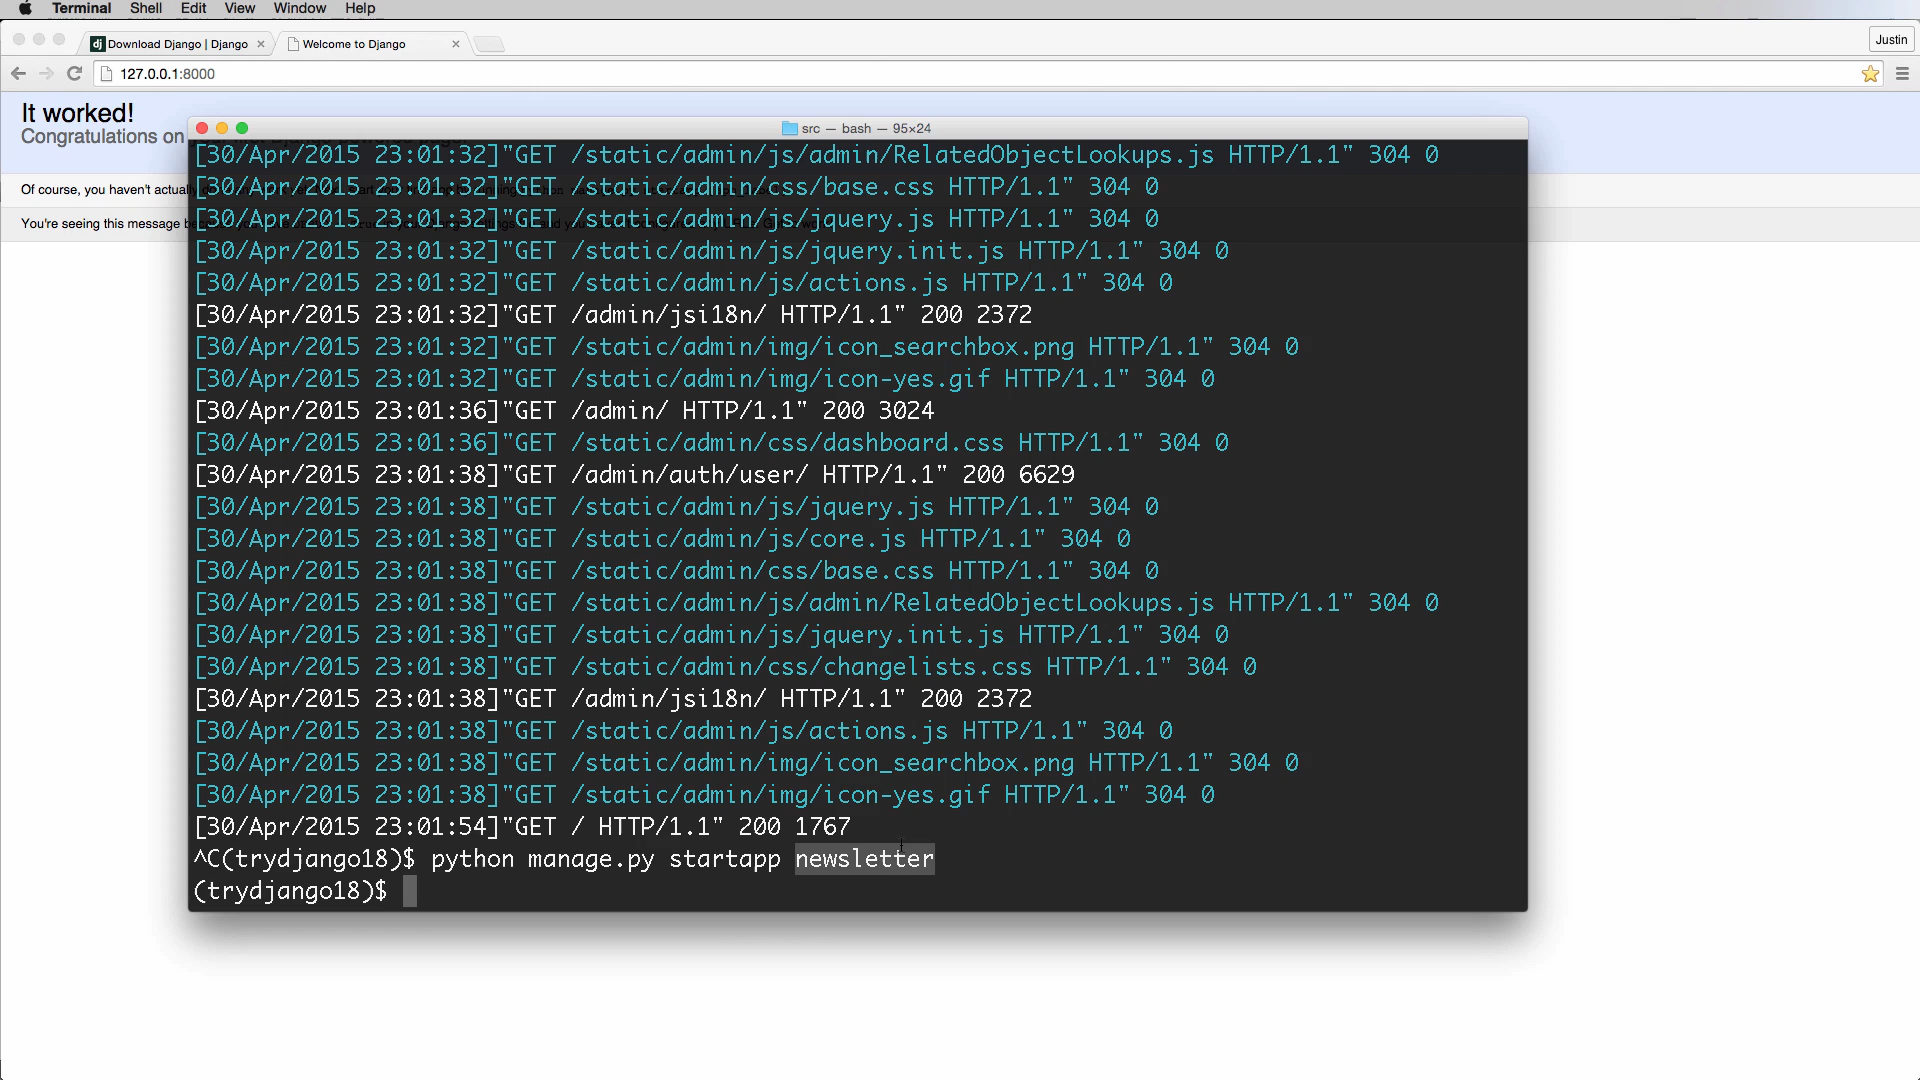 Terminal Shell Edit View Window Help
Download Django | Django Welcome to Django Justin
127.0.0.1:8000
It worked!
Congratulations on
Of course, you haven't actually
You're seeing this message
src — bash — 95×24
[30/Apr/2015 23:01:32]"GET /static/admin/js/admin/RelatedObjectLookups.js HTTP/1.1" 304 0
[30/Apr/2015 23:01:32]"GET /static/admin/css/base.css HTTP/1.1" 304 0
[30/Apr/2015 23:01:32]"GET /static/admin/js/jquery.js HTTP/1.1" 304 0
[30/Apr/2015 23:01:32]"GET /static/admin/js/jquery.init.js HTTP/1.1" 304 0
[30/Apr/2015 23:01:32]"GET /static/admin/js/actions.js HTTP/1.1" 304 0
[30/Apr/2015 23:01:32]"GET /admin/jsi18n/ HTTP/1.1" 200 2372
[30/Apr/2015 23:01:32]"GET /static/admin/img/icon_searchbox.png HTTP/1.1" 304 0
[30/Apr/2015 23:01:32]"GET /static/admin/img/icon-yes.gif HTTP/1.1" 304 0
[30/Apr/2015 23:01:36]"GET /admin/ HTTP/1.1" 200 3024
[30/Apr/2015 23:01:36]"GET /static/admin/css/dashboard.css HTTP/1.1" 304 0
[30/Apr/2015 23:01:38]"GET /admin/auth/user/ HTTP/1.1" 200 6629
[30/Apr/2015 23:01:38]"GET /static/admin/js/jquery.js HTTP/1.1" 304 0
[30/Apr/2015 23:01:38]"GET /static/admin/js/core.js HTTP/1.1" 304 0
[30/Apr/2015 23:01:38]"GET /static/admin/css/base.css HTTP/1.1" 304 0
[30/Apr/2015 23:01:38]"GET /static/admin/js/admin/RelatedObjectLookups.js HTTP/1.1" 304 0
[30/Apr/2015 23:01:38]"GET /static/admin/js/jquery.init.js HTTP/1.1" 304 0
[30/Apr/2015 23:01:38]"GET /static/admin/css/changelists.css HTTP/1.1" 304 0
[30/Apr/2015 23:01:38]"GET /admin/jsi18n/ HTTP/1.1" 200 2372
[30/Apr/2015 23:01:38]"GET /static/admin/js/actions.js HTTP/1.1" 304 0
[30/Apr/2015 23:01:38]"GET /static/admin/img/icon_searchbox.png HTTP/1.1" 304 0
[30/Apr/2015 23:01:38]"GET /static/admin/img/icon-yes.gif HTTP/1.1" 304 0
[30/Apr/2015 23:01:54]"GET / HTTP/1.1" 200 1767
^C(trydjango18)$ python manage.py startapp newsletter
(trydjango18)$